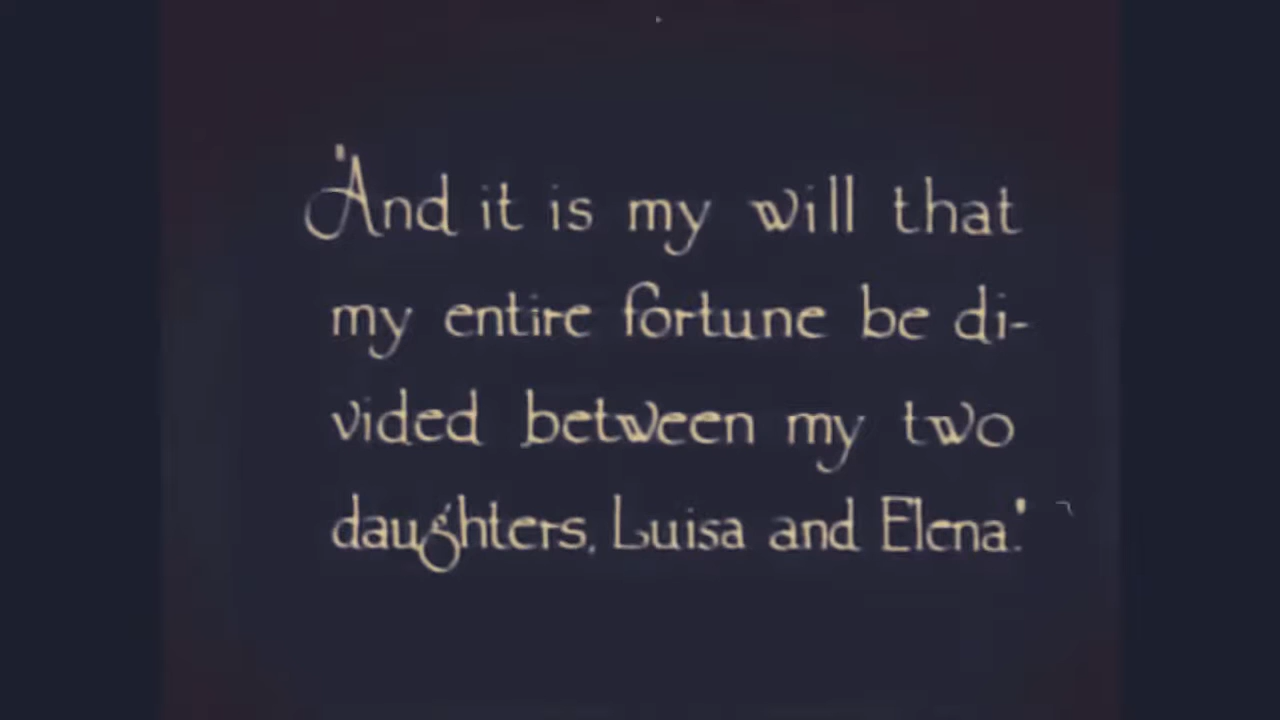 "And it is my will that
my entire fortune be di-
vided between my two
daughters, Luisa and Elena."